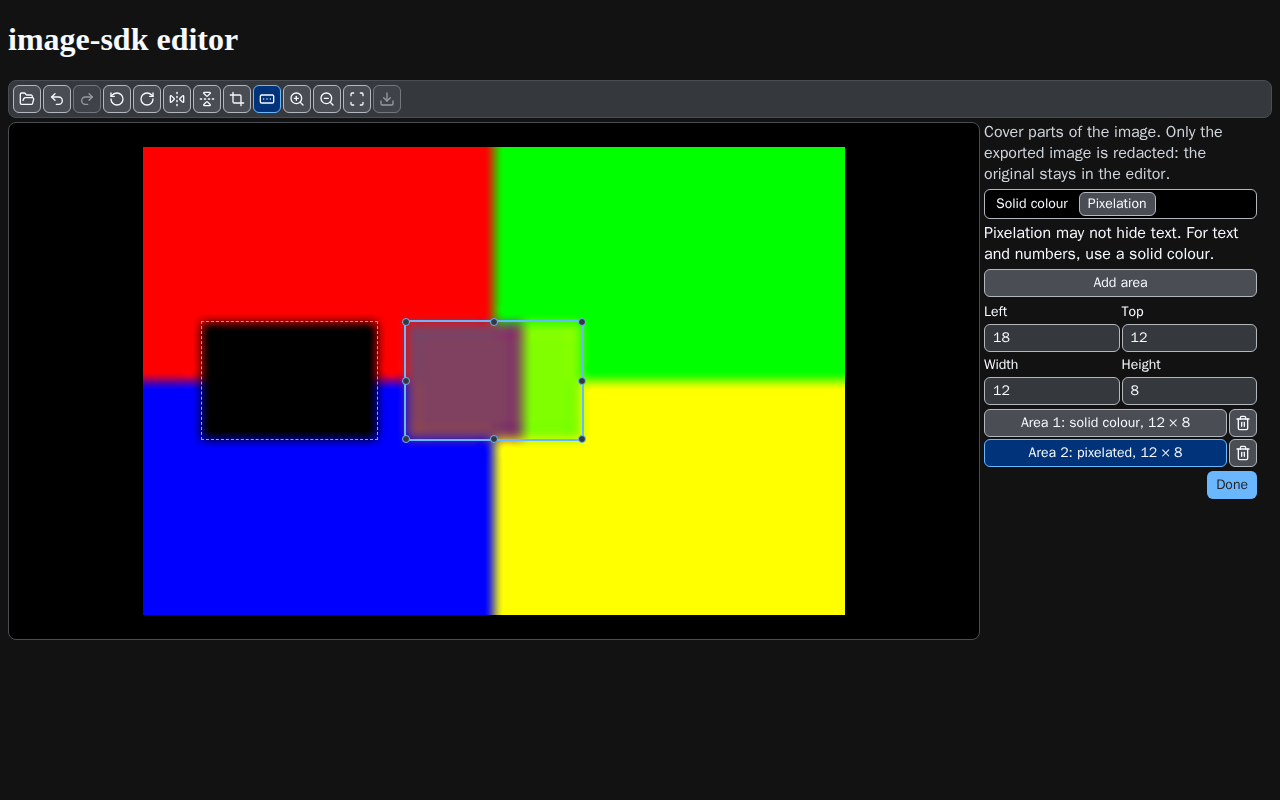 image-sdk editor
Cover parts of the image. Only the
exported image is redacted: the
original stays in the editor.
Solid colour
Pixelation
Pixelation may not hide text. For text
and numbers, use a solid colour.
Add area
Left
Top
18
12
Width
Height
12
8
Area 1: solid colour, 12 × 8
Area 2: pixelated, 12 × 8
Done